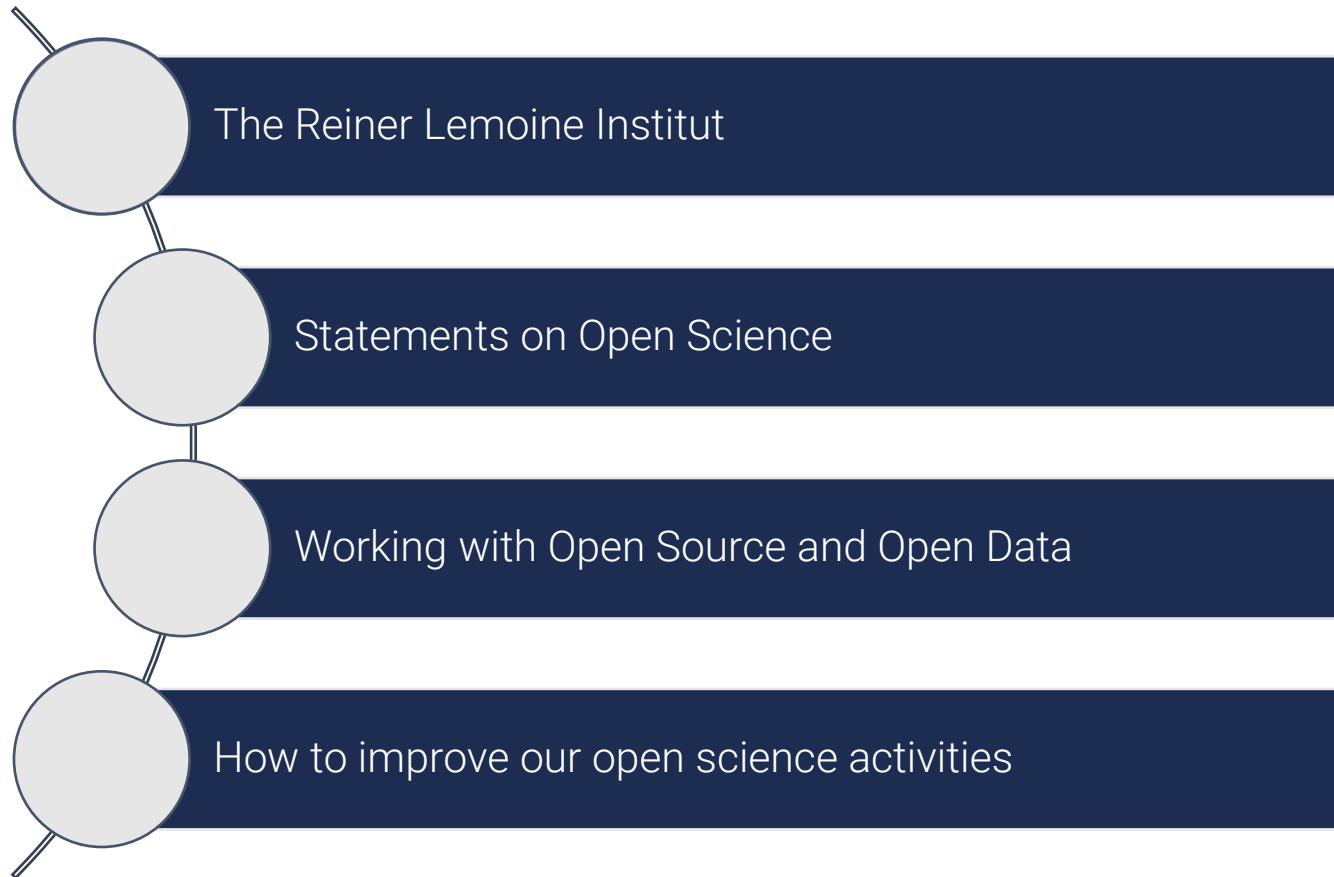 The Reiner Lemoine Institut
Statements on Open Science
Working with Open Source and Open Data
How to improve our open science activities